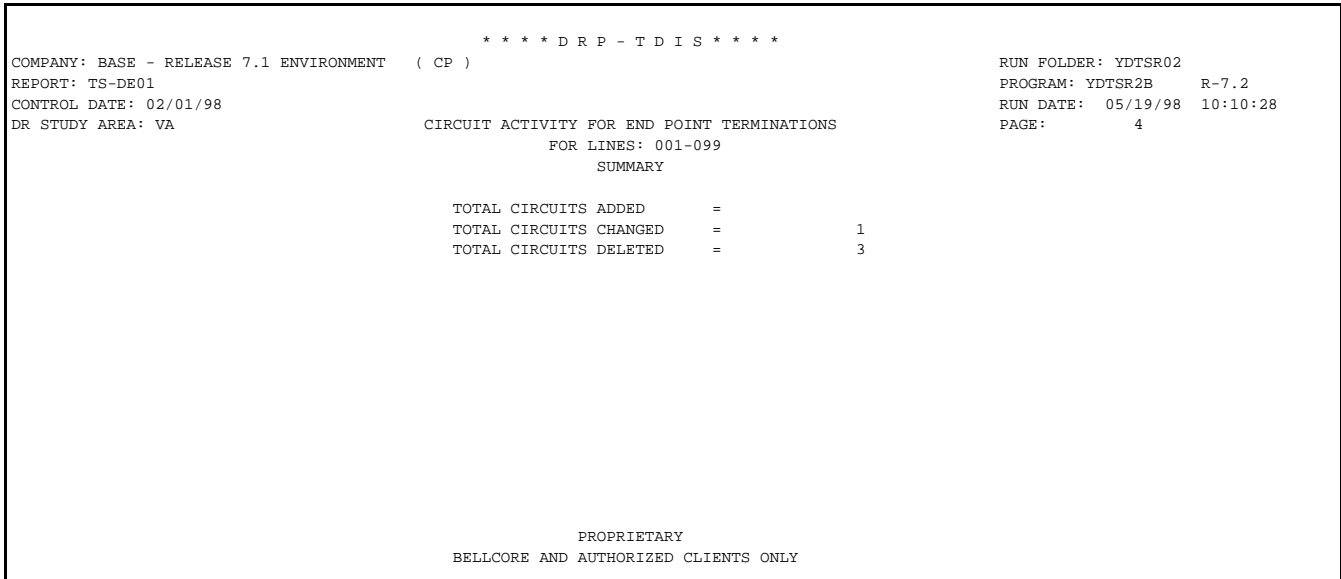 * * * * D R P - T D I S * * * *
COMPANY: BASE - RELEASE 7.1 ENVIRONMENT ( CP ) RUN FOLDER: YDTSR02
REPORT: TS-DE01 PROGRAM: YDTSR2B R-7.2
CONTROL DATE: 02/01/98 RUN DATE: 05/19/98 10:10:28
DR STUDY AREA: VA CIRCUIT ACTIVITY FOR END POINT TERMINATIONS PAGE: 4
FOR LINES: 001-099
SUMMARY
TOTAL CIRCUITS ADDED =
TOTAL CIRCUITS CHANGED = 1
TOTAL CIRCUITS DELETED = 3
PROPRIETARY
BELLCORE AND AUTHORIZED CLIENTS ONLY